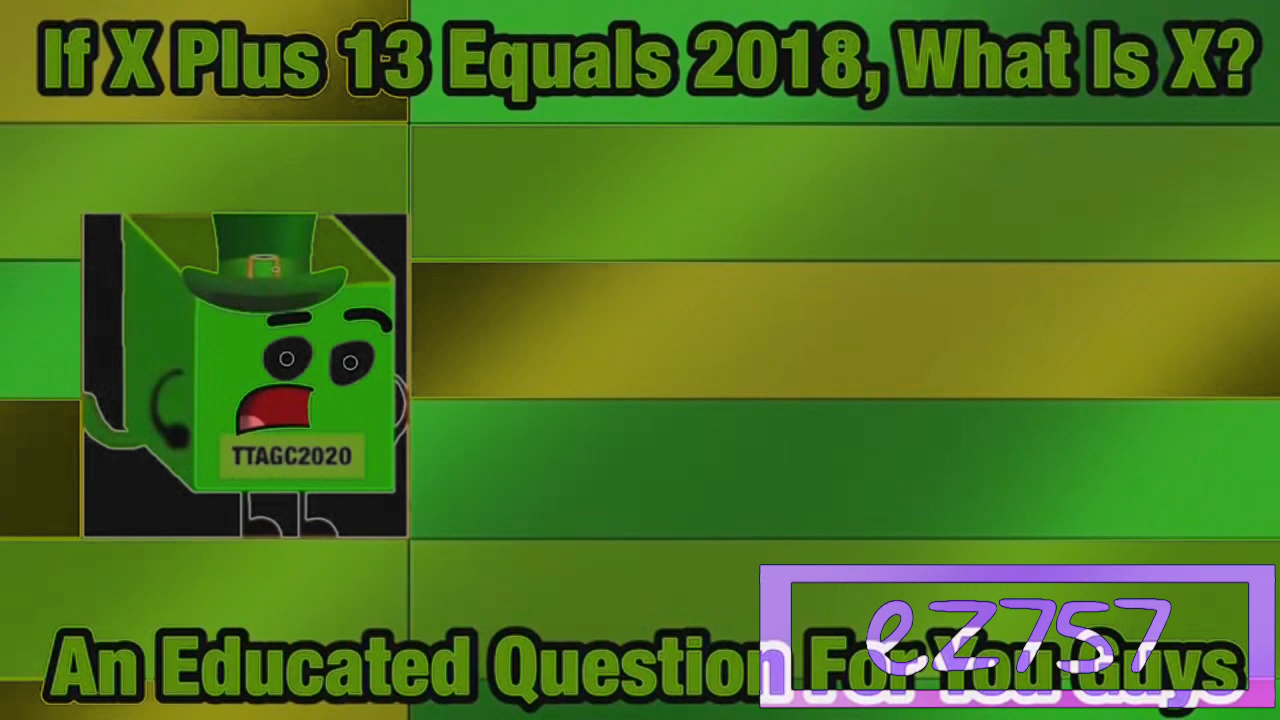 If X Plus 13 Equals 2018, What Is X?
TTAGC2020
An Educated Question For You Guys
ez757